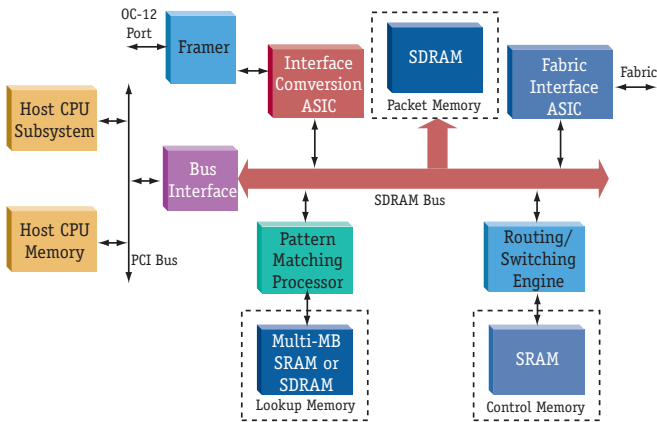 OC-12
Port
Framer
Interface
Comversion
ASIC
SDRAM
Packet Memory
Fabric
Interface
ASIC
Fabric
Host CPU
Subsystem
Bus
Interface
SDRAM Bus
Host CPU
Memory
PCI Bus
Pattern
Matching
Processor
Routing/
Switching
Engine
Multi-MB
SRAM or
SDRAM
Lookup Memory
SRAM
Control Memory